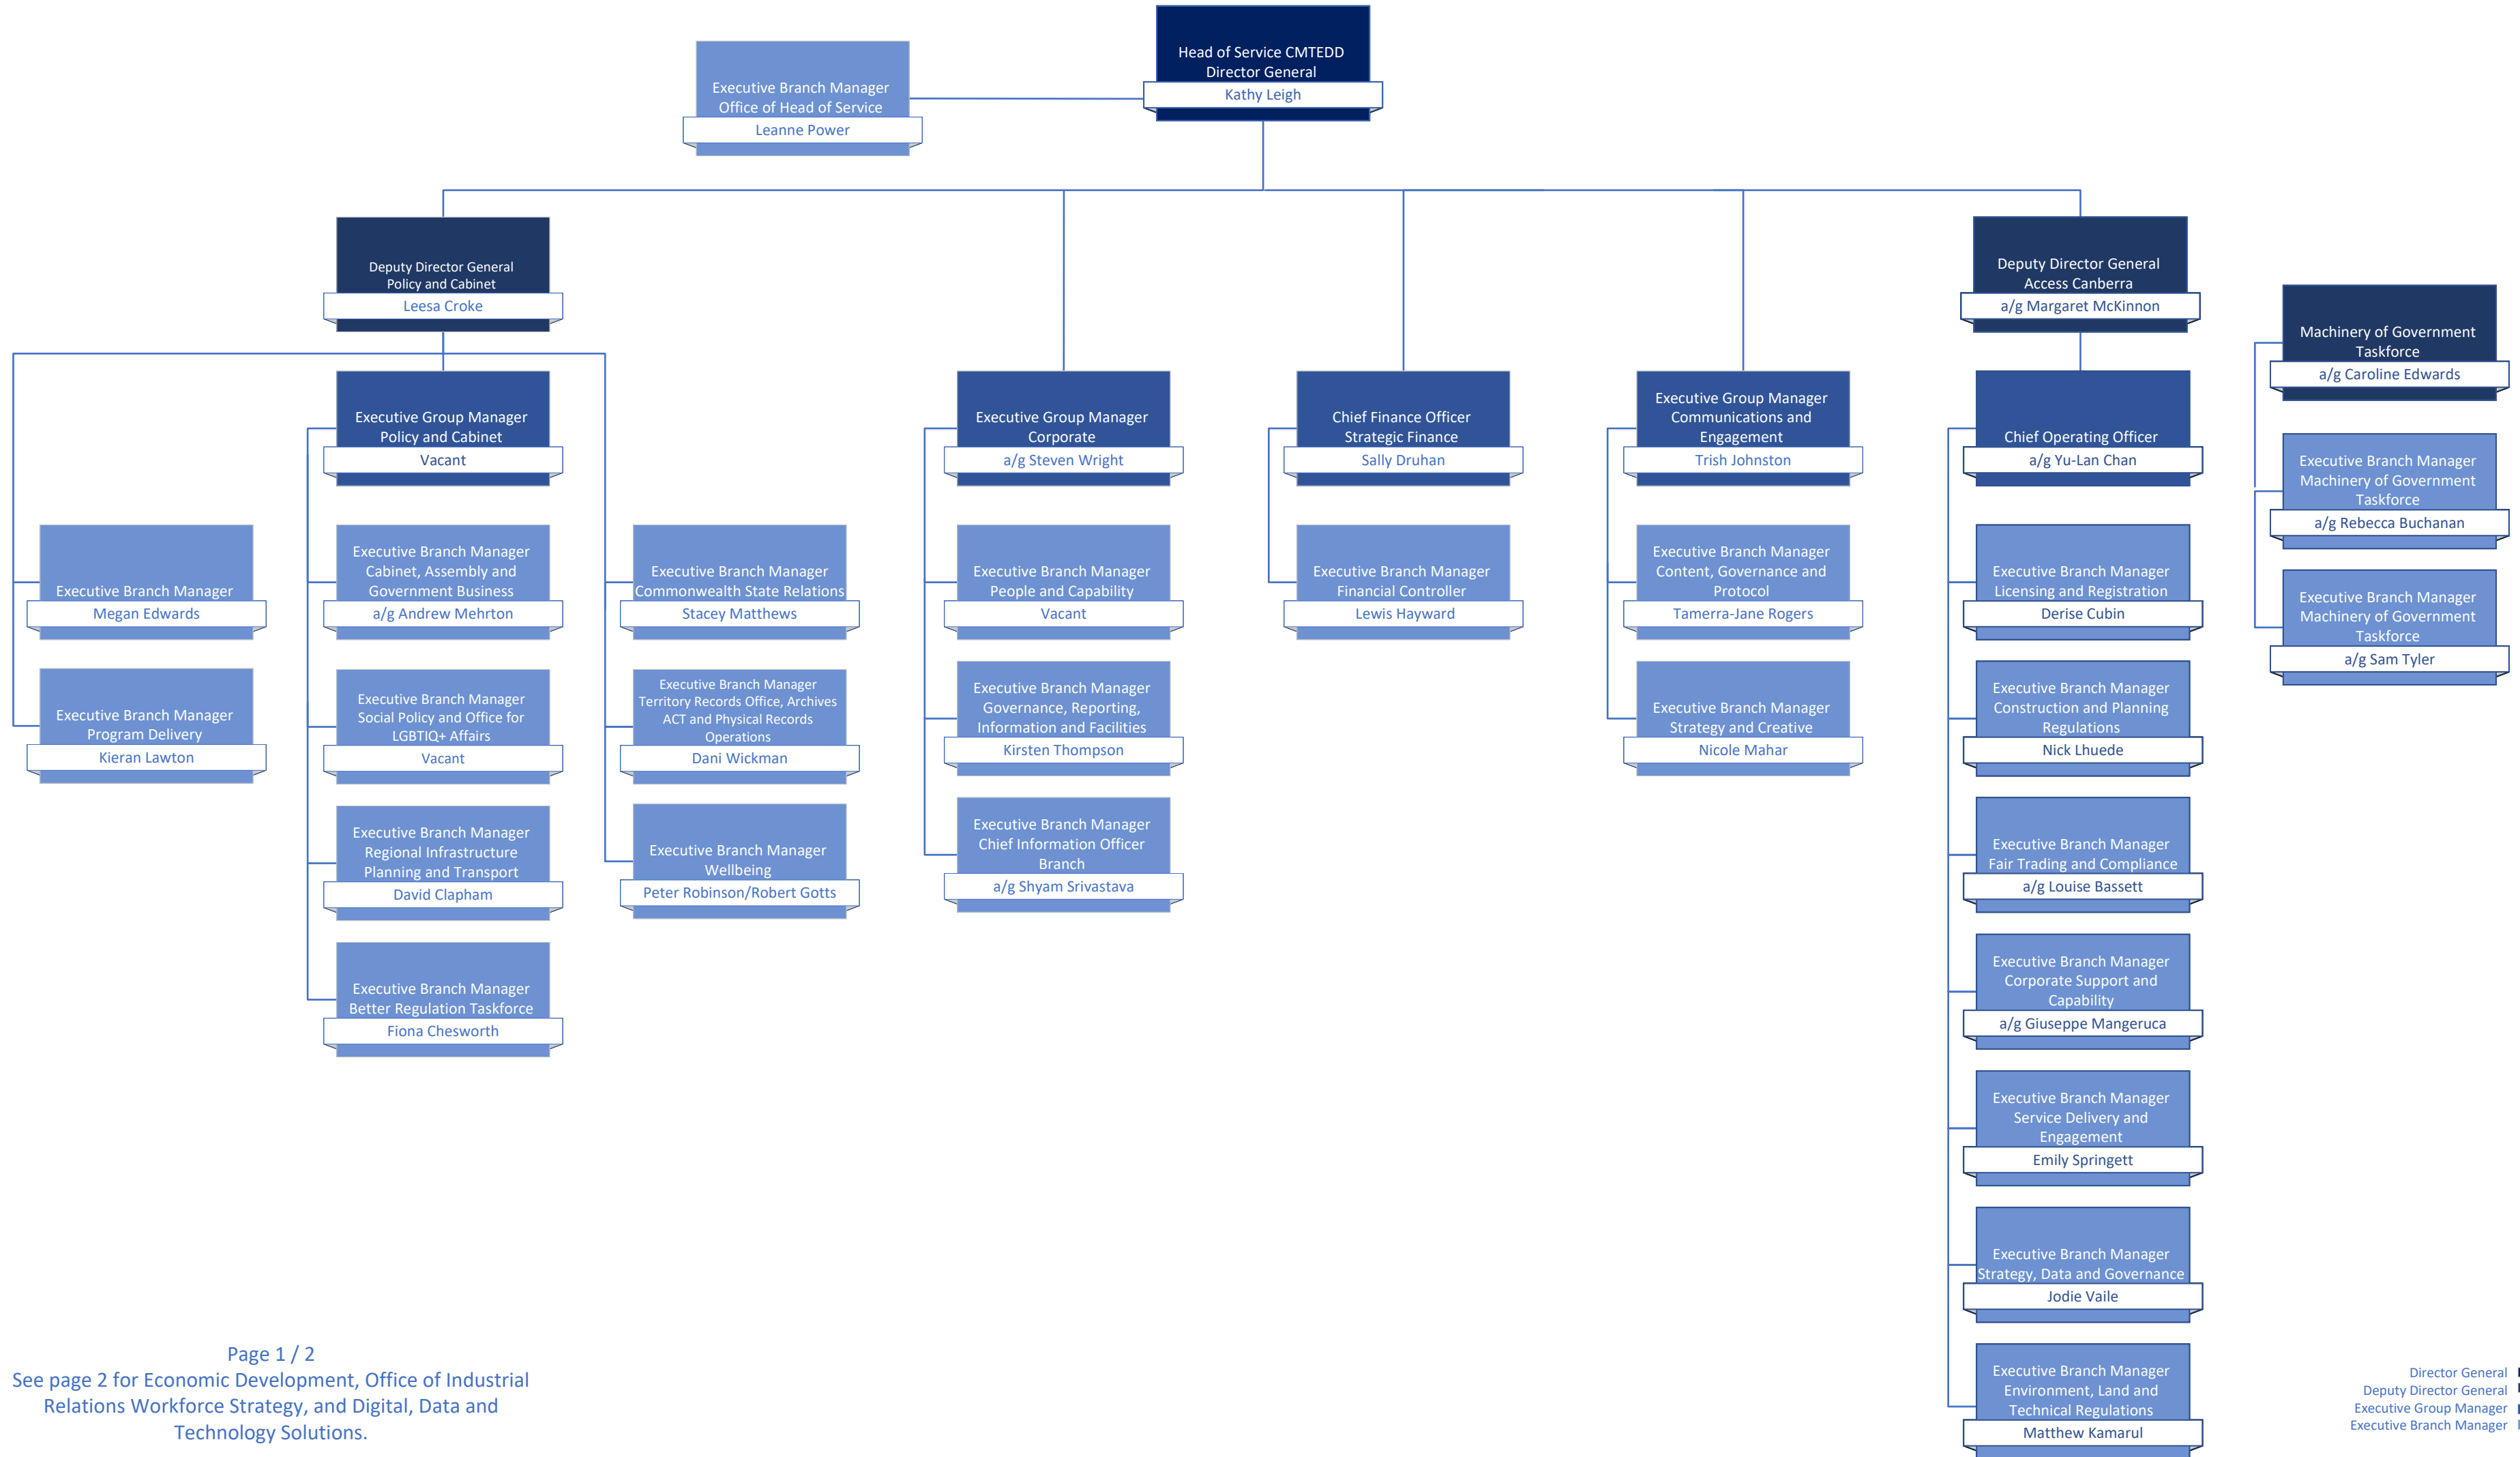 Head of Service CMTEDD
Director General
Kathy Leigh
Executive Branch Manager
Office of Head of Service
Leanne Power
Deputy Director General
Policy and Cabinet
Leesa Croke
Executive Branch Manager
Megan Edwards
Executive Branch Manager
Program Delivery
Kieran Lawton
Executive Group Manager
Policy and Cabinet
Vacant
Executive Branch Manager
Cabinet, Assembly and
Government Business
a/g Andrew Mehrton
Executive Branch Manager
Social Policy and Office for
LGBTIQ+ Affairs
Vacant
Executive Branch Manager
Regional Infrastructure
Planning and Transport
David Clapham
Executive Branch Manager
Better Regulation Taskforce
Fiona Chesworth
Executive Branch Manager
Commonwealth State Relations
Stacey Matthews
Executive Branch Manager
Territory Records Office, Archives
ACT and Physical Records
Operations
Dani Wickman
Executive Branch Manager
Wellbeing
Peter Robinson/Robert Gotts
Executive Group Manager
Corporate
a/g Steven Wright
Executive Branch Manager
People and Capability
Vacant
Executive Branch Manager
Governance, Reporting,
Information and Facilities
Kirsten Thompson
Executive Branch Manager
Chief Information Officer
Branch
a/g Shyam Srivastava
Chief Finance Officer
Strategic Finance
Sally Druhan
Executive Branch Manager
Financial Controller
Lewis Hayward
Executive Group Manager
Communications and
Engagement
Trish Johnston
Executive Branch Manager
Content, Governance and
Protocol
Tamerra-Jane Rogers
Executive Branch Manager
Strategy and Creative
Nicole Mahar
Deputy Director General
Access Canberra
a/g Margaret McKinnon
Chief Operating Officer
a/g Yu-Lan Chan
Executive Branch Manager
Licensing and Registration
Derise Cubin
Executive Branch Manager
Construction and Planning
Regulations
Nick Lhuede
Executive Branch Manager
Fair Trading and Compliance
a/g Louise Bassett
Executive Branch Manager
Corporate Support and
Capability
a/g Giuseppe Mangeruca
Executive Branch Manager
Service Delivery and
Engagement
Emily Springett
Executive Branch Manager
Strategy, Data and Governance
Jodie Vaile
Executive Branch Manager
Environment, Land and
Technical Regulations
Matthew Kamarul
Machinery of Government
Taskforce
a/g Caroline Edwards
Executive Branch Manager
Machinery of Government
Taskforce
a/g Rebecca Buchanan
Executive Branch Manager
Machinery of Government
Taskforce
a/g Sam Tyler
Page 1 / 2
See page 2 for Economic Development, Office of Industrial
Relations Workforce Strategy, and Digital, Data and
Technology Solutions.
Director General
Deputy Director General
Executive Group Manager
Executive Branch Manager